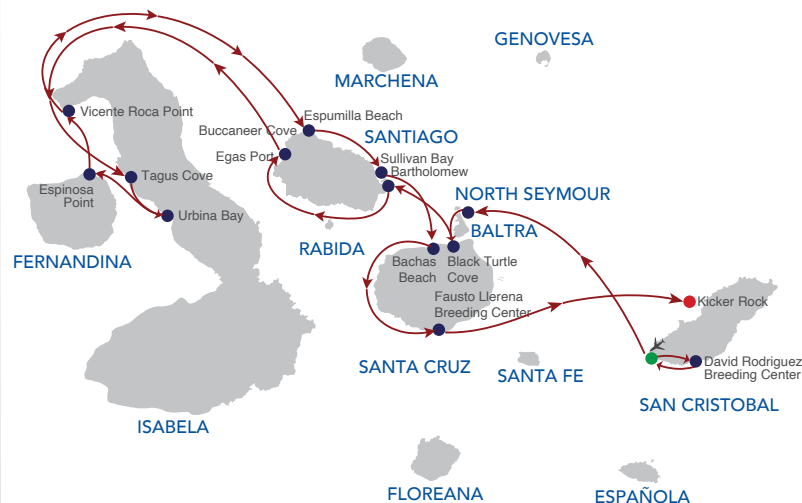 GENOVESA
MARCHENA
Vicente Roca Point
Espumilla Beach
Buccaneer Cove
SANTIAGO
Egas Port
Sullivan Bay
Bartholomew
Tagus Cove
Espinosa
Point
NORTH SEYMOUR
Urbina Bay
BALTRA
RABIDA
FERNANDINA
Bachas
Beach
Black Turtle
Cove
Fausto Llerena
Breeding Center
Kicker Rock
SANTA CRUZ
SANTA FE
David Rodriguez
Breeding Center
SAN CRISTOBAL
ISABELA
FLOREANA
ESPAÑOLA